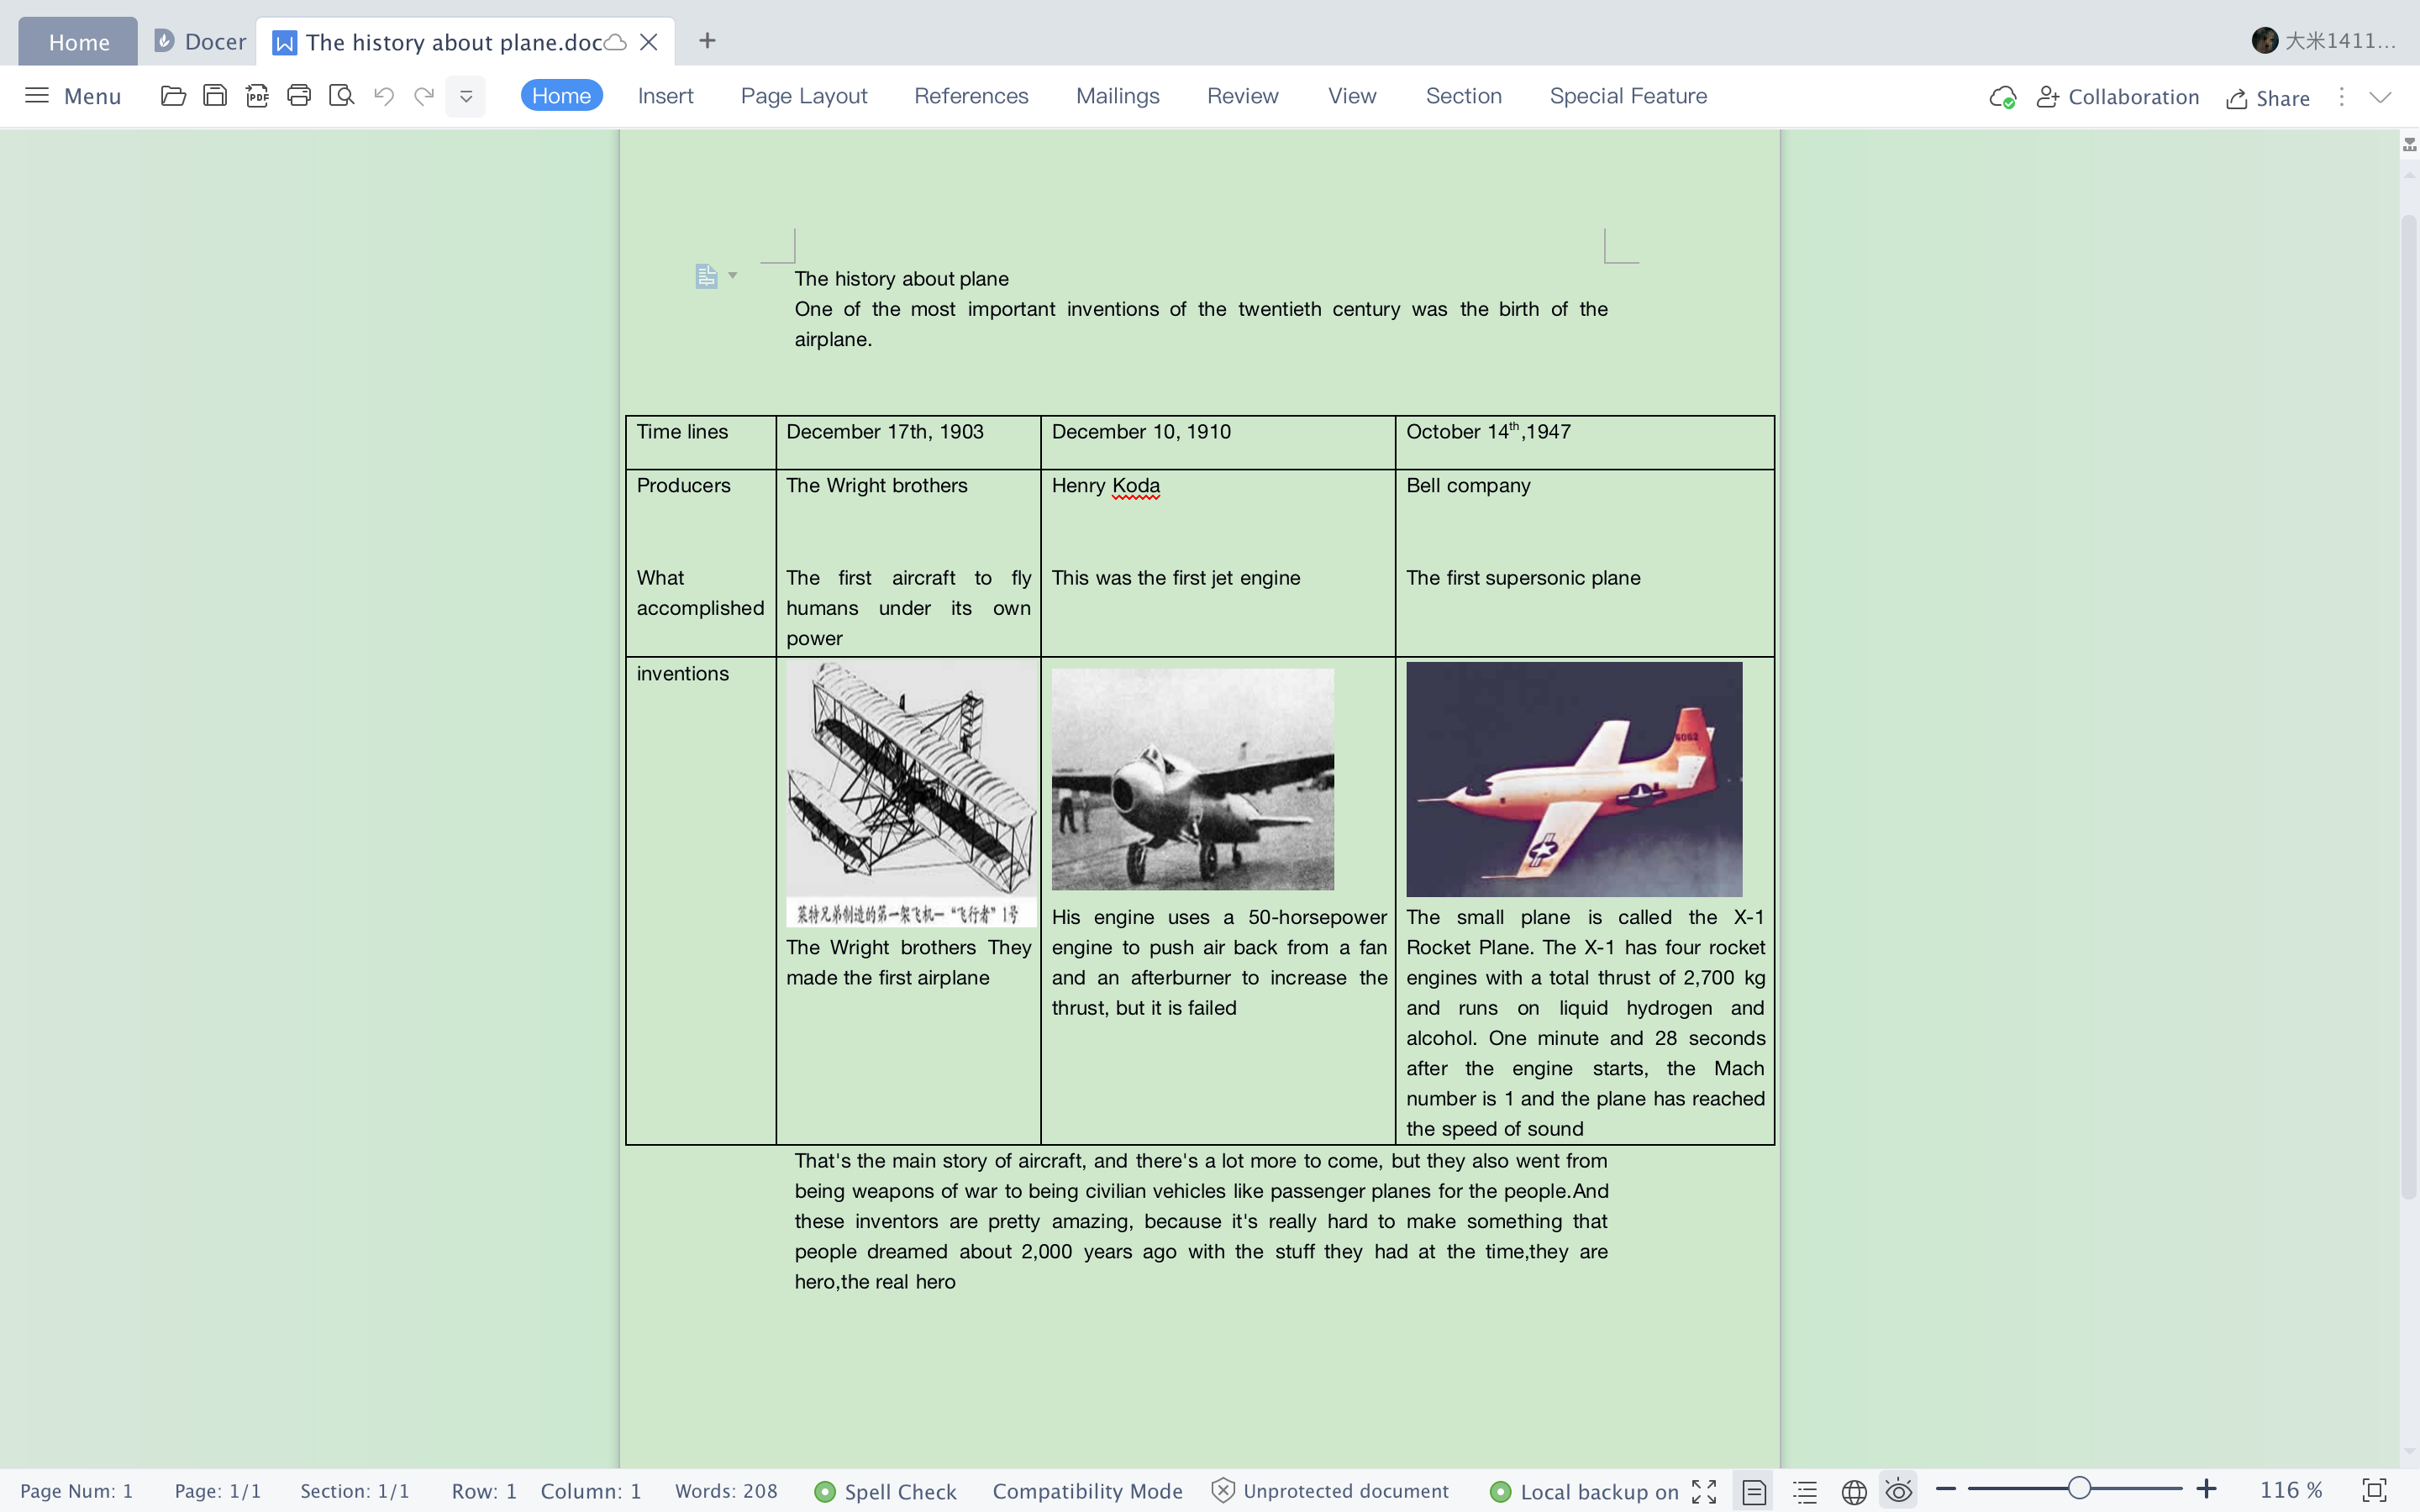 Home
Docer
The history about plane.doc
大米1411...
Menu
PDF
Home
Insert
Page Layout
References
Mailings
Review
View
Section
Special Feature
Collaboration
Share
The history about plane
One of the most important inventions of the twentieth century was the birth of the
airplane.
Time lines
December 17th, 1903
December 10, 1910
October 14th,1947
Producers
The Wright brothers
Henry Koda
Bell company
What
accomplished
The first aircraft to fly
humans under its own
power
This was the first jet engine
The first supersonic plane
inventions
莱特兄弟制造的第一架飞机一 “飞行者” 1号
The Wright brothers They
made the first airplane
His engine uses a 50-horsepower
engine to push air back from a fan
and an afterburner to increase the
thrust, but it is failed
6062
The small plane is called the X-1
Rocket Plane. The X-1 has four rocket
engines with a total thrust of 2,700 kg
and runs on liquid hydrogen and
alcohol. One minute and 28 seconds
after the engine starts, the Mach
number is 1 and the plane has reached
the speed of sound
That's the main story of aircraft, and there's a lot more to come, but they also went from
being weapons of war to being civilian vehicles like passenger planes for the people.And
these inventors are pretty amazing, because it's really hard to make something that
people dreamed about 2,000 years ago with the stuff they had at the time,they are
hero,the real hero
Page Num: 1
Page: 1/1
Section: 1/1
Row: 1
Column: 1
Words: 208
Spell Check
Compatibility Mode
Unprotected document
Local backup on
116 %